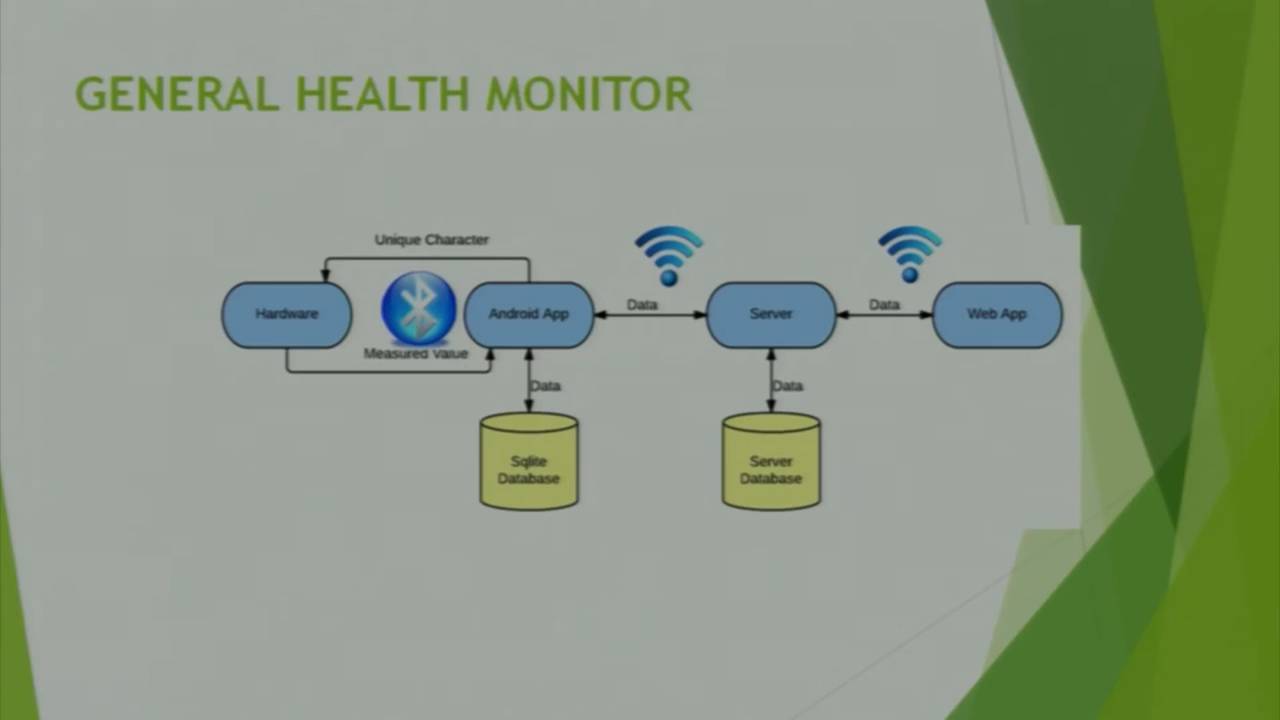 GENERAL HEALTH MONITOR
Unique Character
Hardware
Android App
Data
Server
Data
Web App
Measured Value
Data
Data
Sqlite
Database
Server
Database